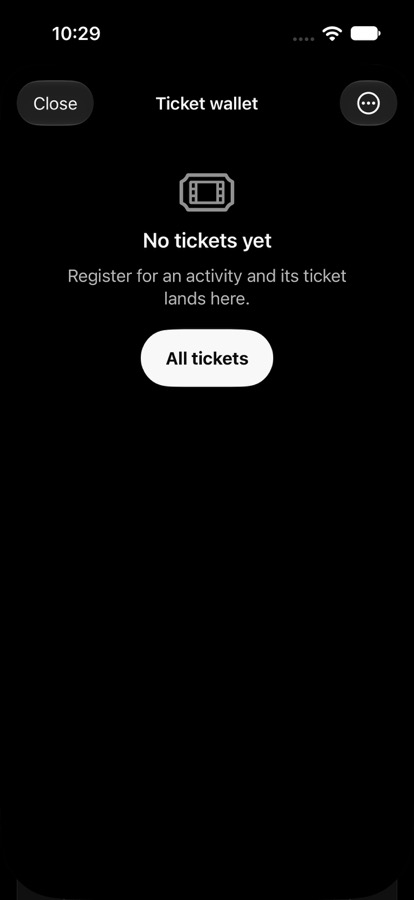 10:29
Close
Ticket wallet
No tickets yet
Register for an activity and its ticket
lands here.
All tickets